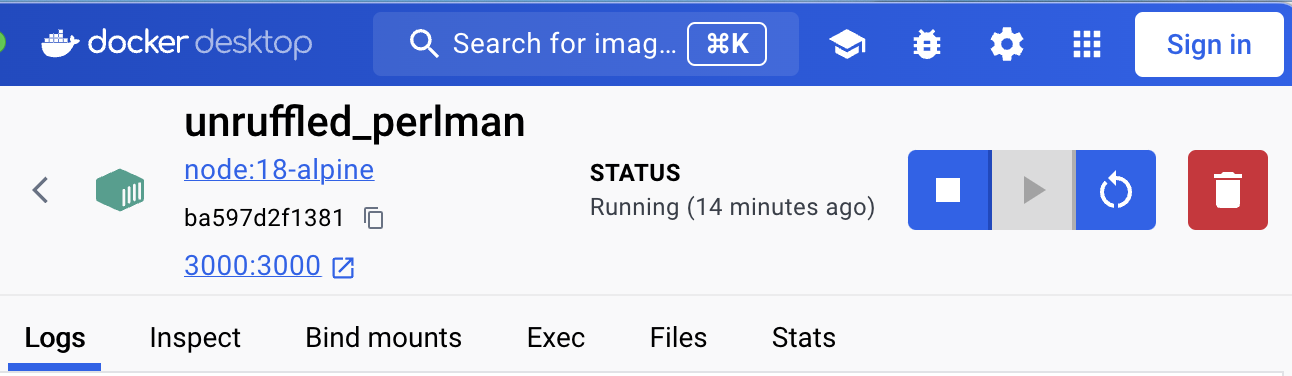 docker desktop
Search for imag... ⌘K
Sign in
unruffled_perlman
node:18-alpine
ba597d2f1381
3000:3000
STATUS
Running (14 minutes ago)
Logs Inspect Bind mounts Exec Files Stats